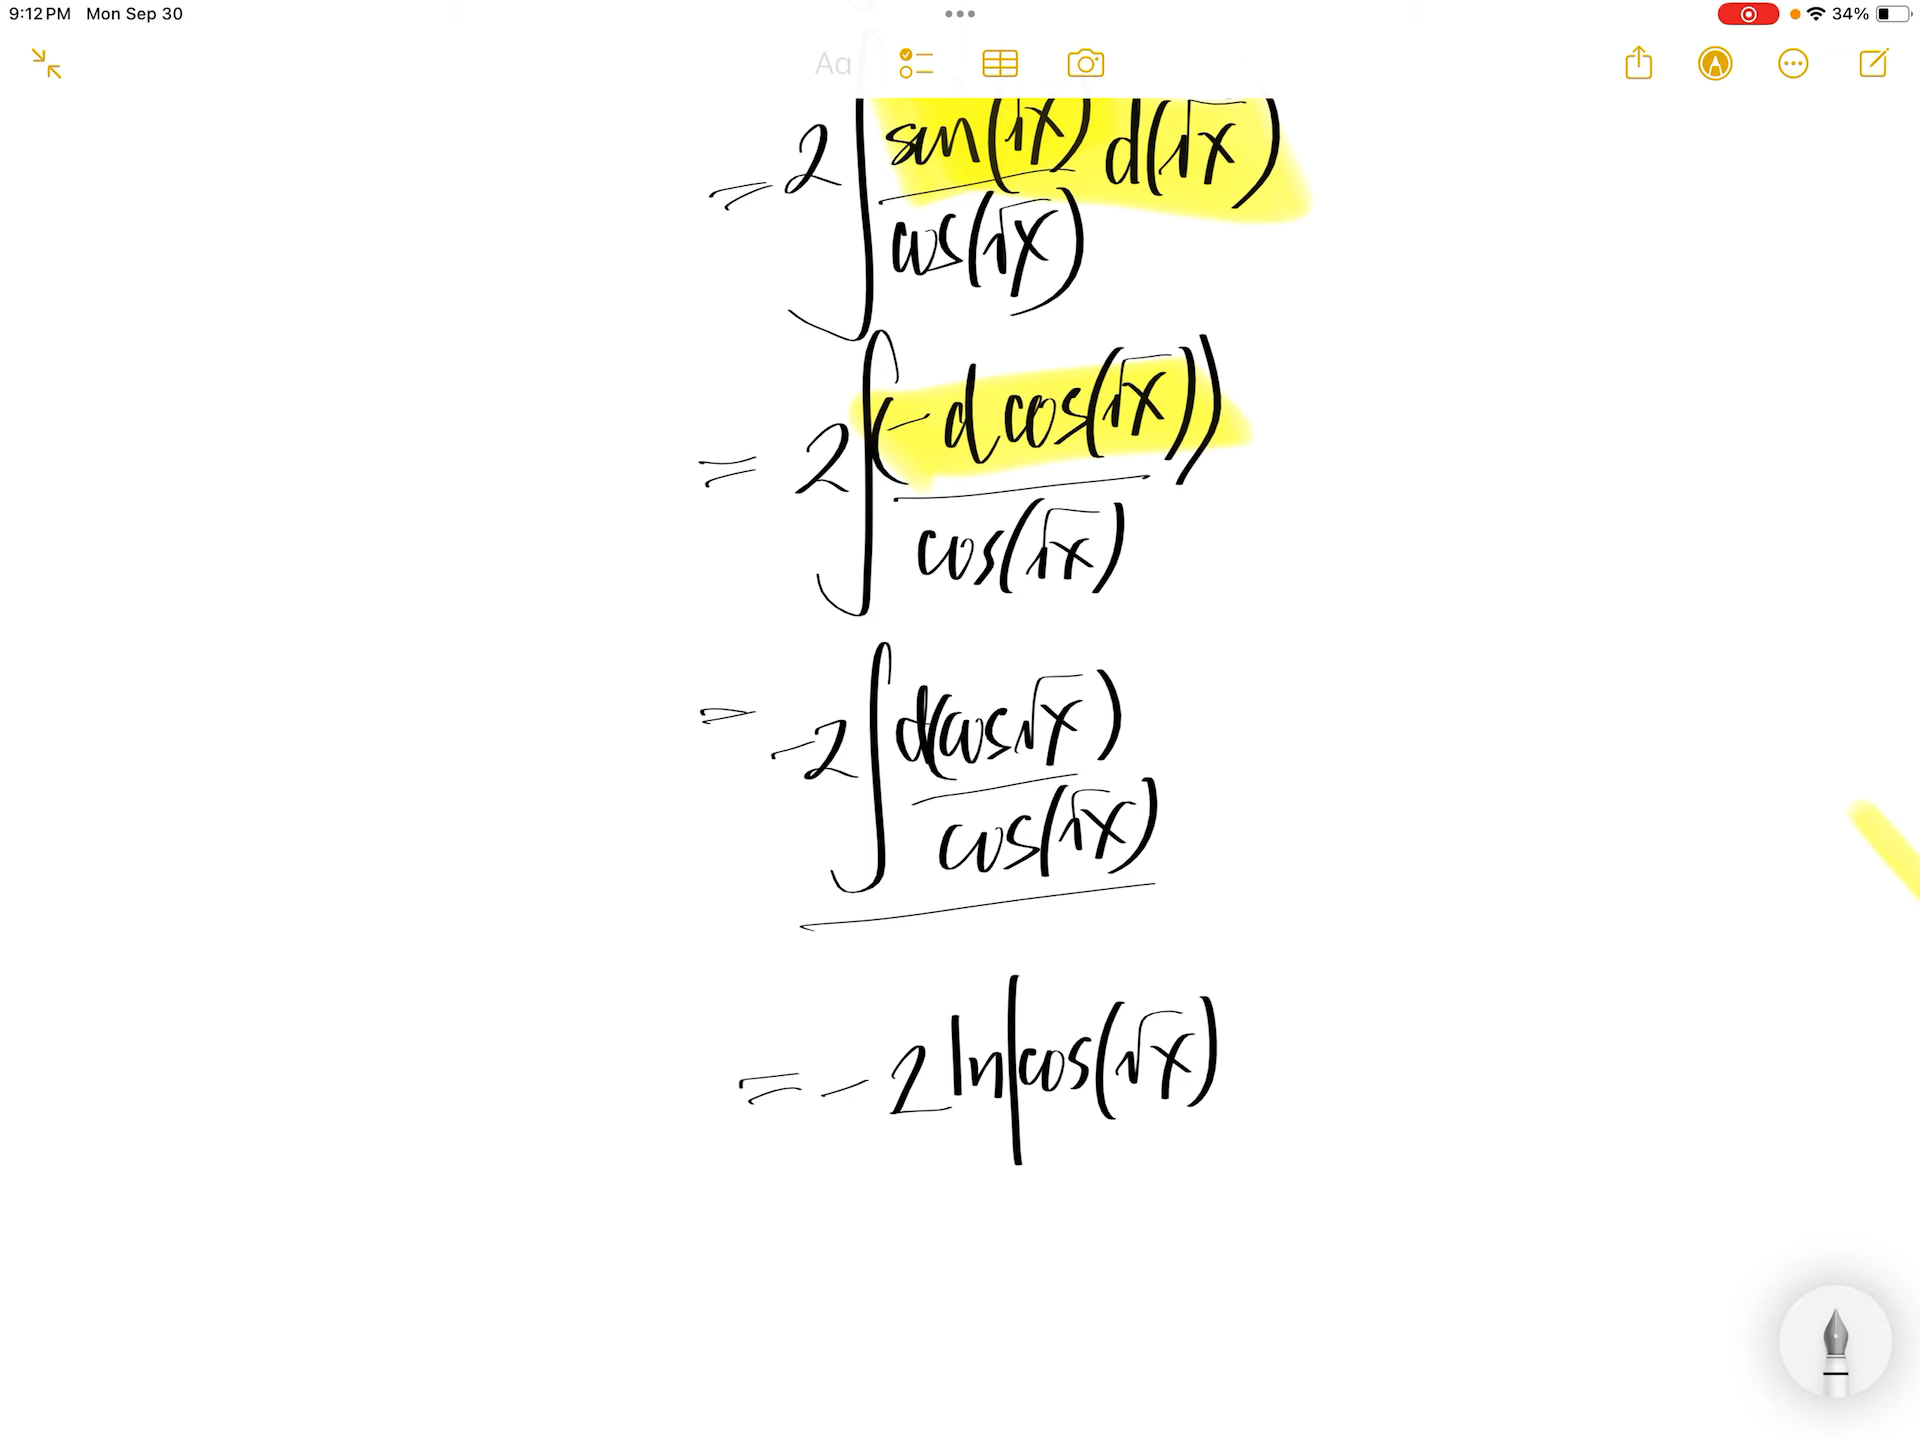 9:12 PM Mon Sep 30
34%
Aa
= 2 ∫ sin(√x) / cos(√x) d(√x)
= 2 ∫ (- d cos(√x)) / cos(√x)
= -2 ∫ d(cos√x) / cos(√x)
= - 2 ln|cos(√x)